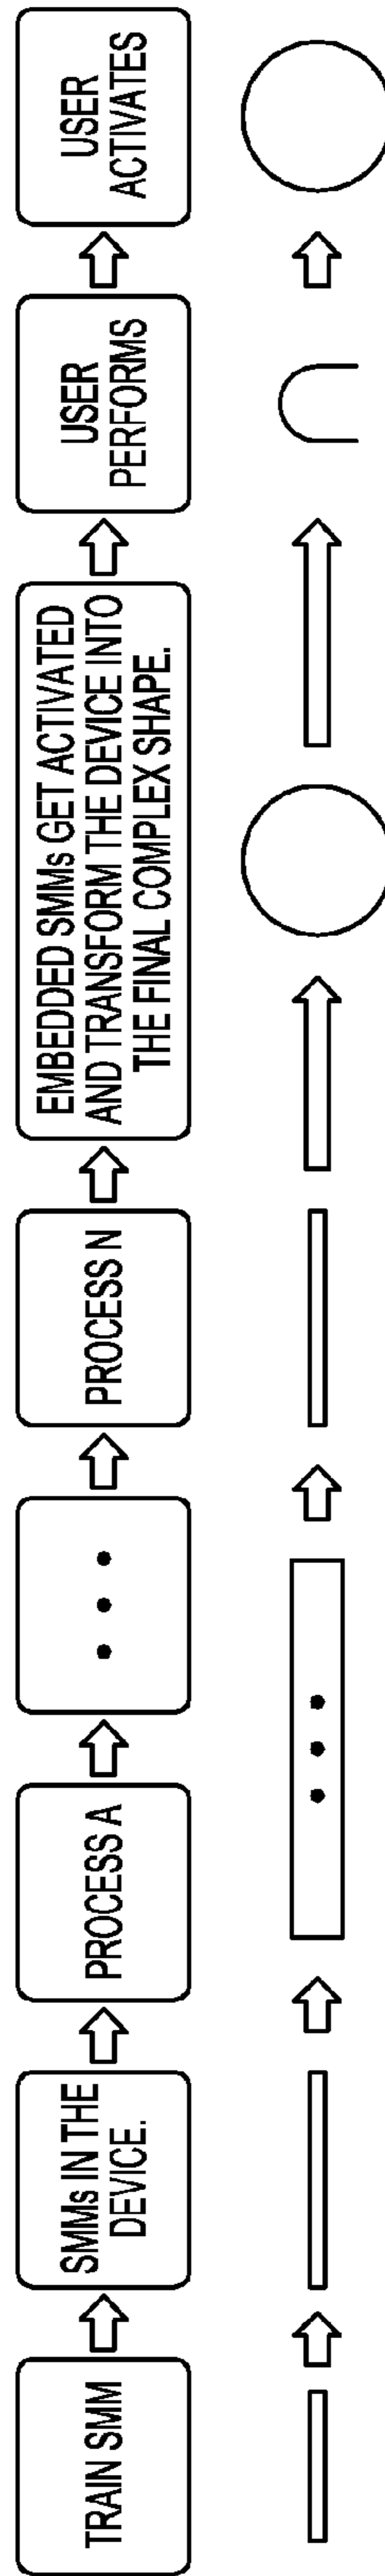 TRAIN SMM
SMMs IN THE
DEVICE.
PROCESS A
• • •
PROCESS N
EMBEDDED SMMs GET ACTIVATED
AND TRANSFORM THE DEVICE INTO
THE FINAL COMPLEX SHAPE.
USER
PERFORMS
USER
ACTIVATES
• • •